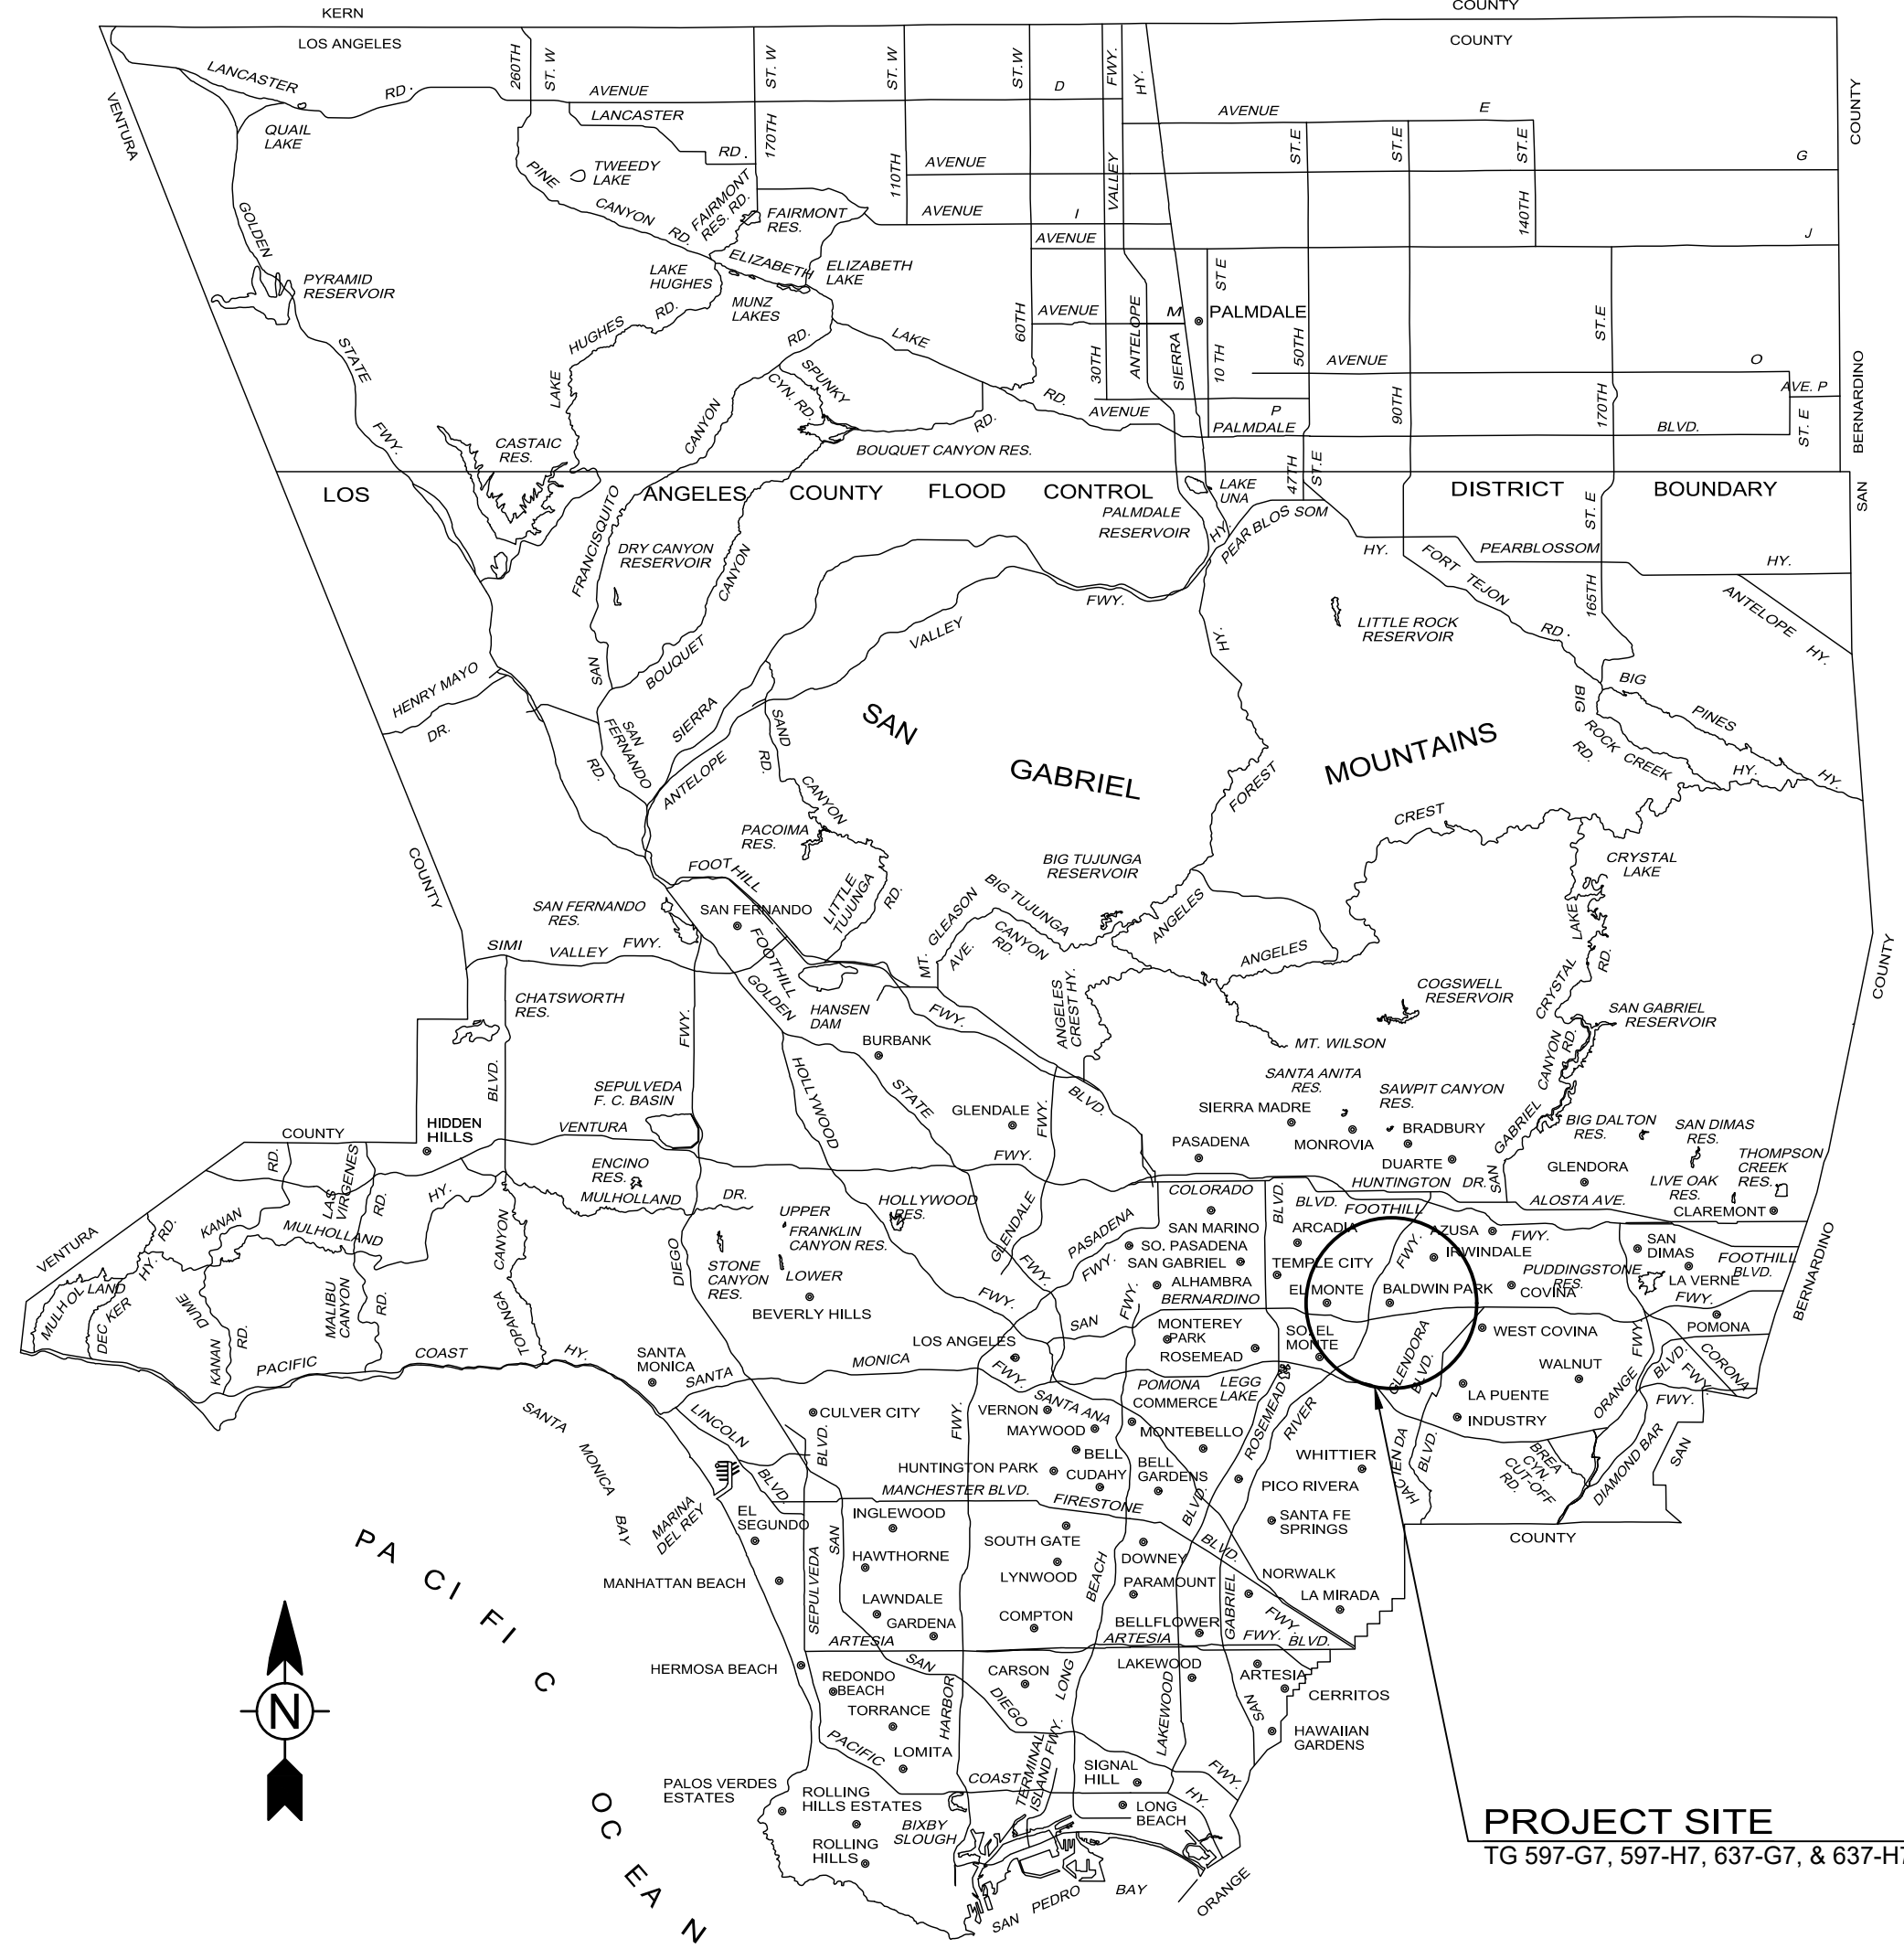 KERN
COUNTY
LOS ANGELES
COUNTY
VENTURA
COUNTY
LANCASTER
RD.
260TH
ST. W
AVENUE
LANCASTER
RD.
170TH
ST. W
110TH
ST. W
ST.W
D
FWY.
HY.
AVENUE
E
ST.E
ST.E
ST.E
QUAIL
LAKE
TWEEDY
LAKE
PINE
CANYON
RD.
FAIRMONT
RES. RD.
FAIRMONT
RES.
AVENUE
G
VALLEY
AVENUE
I
140TH
AVENUE
J
GOLDEN
PYRAMID
RESERVOIR
LAKE
HUGHES
ELIZABETH
ELIZABETH
LAKE
MUNZ
LAKES
ST E
HUGHES
RD.
RD.
LAKE
60TH
AVENUE
M
PALMDALE
ANTELOPE
SIERRA
30TH
10 TH
50TH
ST.E
STATE
FWY.
LAKE
SPUNKY
CYN. RD.
CANYON
AVENUE
O
BERNARDINO
RD.
AVENUE
P
90TH
170TH
AVE. P
ST. E
PALMDALE
BLVD.
RD.
CASTAIC
RES.
BOUQUET CANYON RES.
LOS
ANGELES
COUNTY
FLOOD
CONTROL
DISTRICT
BOUNDARY
SAN
LAKE
UNA
47TH
ST.E
PALMDALE
RESERVOIR
HY.
PEAR BLOS SOM
HY.
PEARBLOSSOM
HY.
ST. E
FRANCISQUITO
DRY CANYON
RESERVOIR
CANYON
FWY.
FORT TEJON
RD.
165TH
ANTELOPE
HY.
LITTLE ROCK
RESERVOIR
VALLEY
HY.
HENRY MAYO
DR.
SAN
BOUQUET
SAN
FERNANDO
RD.
SIERRA
ANTELOPE
SAND
RD.
CANYON
SAN
GABRIEL
MOUNTAINS
BIG
PINES
HY.
BIG
ROCK CREEK
RD.
HY.
FOREST
CREST
PACOIMA
RES.
FOOT HILL
LITTLE
TUJUNGA
RD.
BIG TUJUNGA
RESERVOIR
CRYSTAL
LAKE
COUNTY
SAN FERNANDO
RES.
SAN FERNANDO
FOOTHILL
MT.
GLEASON
AVE.
BIG TUJUNGA
CANYON
RD.
ANGELES
ANGELES
LAKE
RD.
CRYSTAL
SIMI
VALLEY
FWY.
GOLDEN
HANSEN
DAM
FWY.
ANGELES
CREST HY.
COGSWELL
RESERVOIR
SAN GABRIEL
RESERVOIR
COUNTY
CHATSWORTH
RES.
FWY.
BURBANK
MT. WILSON
SANTA ANITA
RES.
SAWPIT CANYON
RES.
CANYON
RD.
BLVD.
SEPULVEDA
F. C. BASIN
HOLLYWOOD
STATE
GLENDALE
FWY.
BLVD.
SIERRA MADRE
MONROVIA
BRADBURY
GABRIEL
BIG DALTON
RES.
SAN DIMAS
RES.
THOMPSON
CREEK
RES.
COUNTY
HIDDEN
HILLS
VENTURA
FWY.
PASADENA
DUARTE
GLENDORA
LIVE OAK
RES.
CLAREMONT
RD.
LAS
VIRGENES
RD.
HY.
ENCINO
RES.
MULHOLLAND
DR.
HOLLYWOOD
RES.
COLORADO
BLVD.
BLVD.
HUNTINGTON DR.
SAN
ALOSTA AVE.
FOOTHILL
VENTURA
RD.
KANAN
MULHOLLAND
CANYON
UPPER
FRANKLIN
CANYON RES.
LOWER
STONE
CANYON
RES.
DIEGO
GLENDALE
FWY.
PASADENA
FWY.
SAN MARINO
SO. PASADENA
SAN GABRIEL
ALHAMBRA
ARCADIA
TEMPLE CITY
EL MONTE
FWY.
AZUSA
FWY.
IRWINDALE
BALDWIN PARK
PUDDINGSTONE
RES.
COVINA
SAN
DIMAS
FOOTHILL
BLVD.
LA VERNE
FWY.
POMONA
BERNARDINO
MULHOL LAND
HY.
DEC KER
DUME
KANAN
RD.
MALIBU
CANYON
RD.
TOPANGA
BEVERLY HILLS
FWY.
SAN
BERNARDINO
FWY.
MONTEREY
PARK
ROSEMEAD
SO. EL
MONTE
GLENDORA
BLVD.
WEST COVINA
WALNUT
FWY.
BLVD.
FWY.
CORONA
PACIFIC
COAST
HY.
SANTA
MONICA
SANTA
MONICA
LOS ANGELES
FWY.
POMONA
LEGG
LAKE
LA PUENTE
ORANGE
FWY.
INDUSTRY
SANTA
MONICA
BAY
LINCOLN
BLVD.
CULVER CITY
BLVD.
FWY.
VERNON
SANTA ANA
COMMERCE
MAYWOOD
MONTEBELLO
ROSEMEAD
RIVER
WHITTIER
HACIEN DA
BLVD.
BREA
CYN.
CUT-OFF
RD.
DIAMOND BAR
SAN
BELL
HUNTINGTON PARK
CUDAHY
BELL
GARDENS
PICO RIVERA
MANCHESTER BLVD.
FIRESTONE
BLVD.
BLVD.
MARINA
DEL REY
EL
SEGUNDO
INGLEWOOD
SAN
SANTA FE
SPRINGS
COUNTY
SOUTH GATE
DOWNEY
HAWTHORNE
LYNWOOD
BEACH
PARAMOUNT
NORWALK
LA MIRADA
MANHATTAN BEACH
SEPULVEDA
LAWNDALE
GARDENA
COMPTON
BELLFLOWER
GABRIEL
FWY.
ARTESIA
ARTESIA
FWY.
BLVD.
PA CI FI C
OC EA N
N
HERMOSA BEACH
REDONDO
BEACH
SAN
DIEGO
CARSON
LONG
LAKEWOOD
LAKEWOOD
ARTESIA
CERRITOS
TORRANCE
HARBOR
SAN
HAWAIIAN
GARDENS
PACIFIC
LOMITA
COAST
TERMINAL
ISLAND FWY.
SIGNAL
HILL
FWY.
HY.
PALOS VERDES
ESTATES
ROLLING
HILLS ESTATES
BIXBY
SLOUGH
LONG
BEACH
ROLLING
HILLS
SAN PEDRO BAY
ORANGE
PROJECT SITE
TG 597-G7, 597-H7, 637-G7, & 637-H7